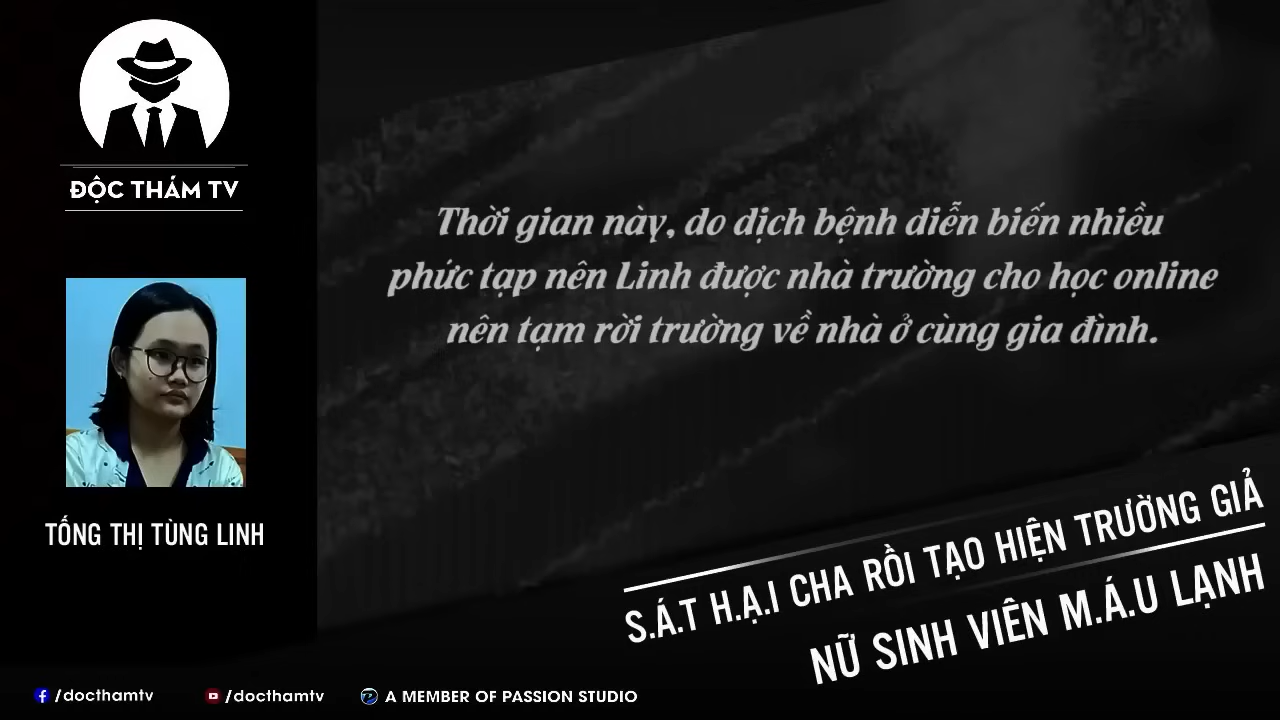 ĐỘC THÁM TV
TỐNG THỊ TÙNG LINH
Thời gian này, do dịch bệnh diễn biến nhiều
phức tạp nên Linh được nhà trường cho học online
nên tạm rời trường về nhà ở cùng gia đình.
S.Á.T H.Ạ.I CHA RỒI TẠO HIỆN TRƯỜNG GIẢ
NỮ SINH VIÊN M.Á.U LẠNH
/docthamtv
/docthamtv
A MEMBER OF PASSION STUDIO